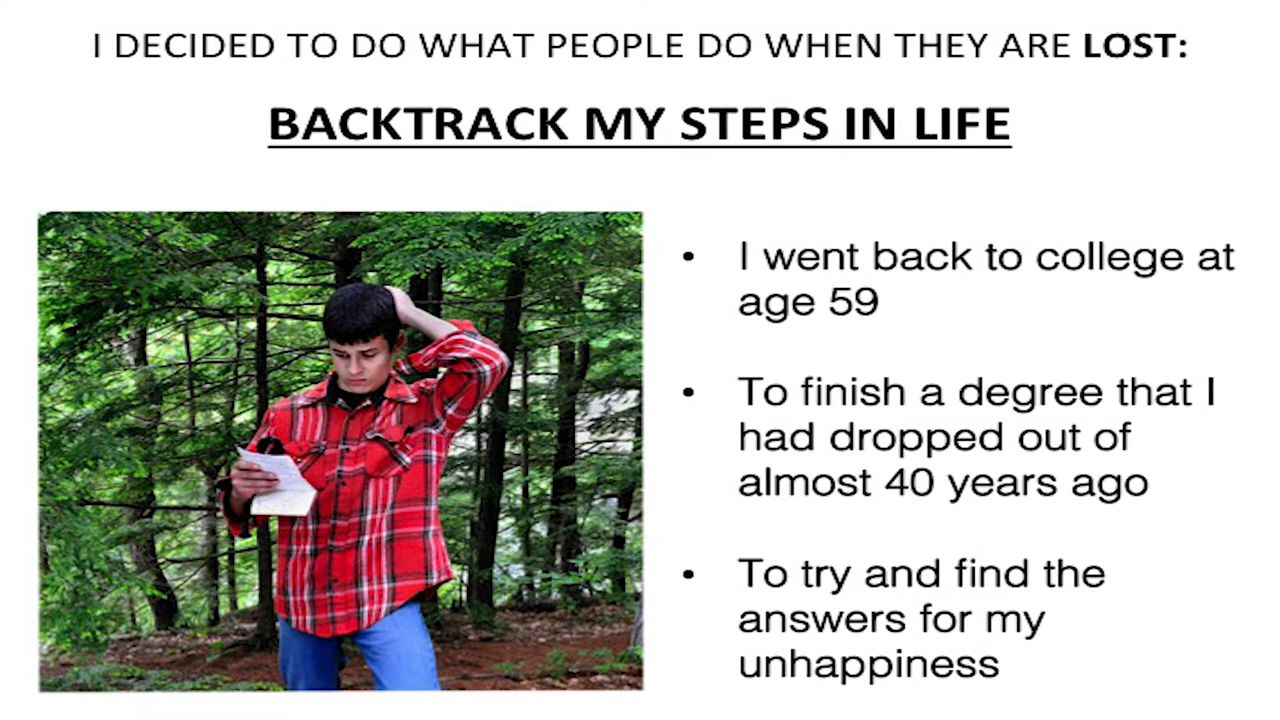 I DECIDED TO DO WHAT PEOPLE DO WHEN THEY ARE LOST:
BACKTRACK MY STEPS IN LIFE
• I went back to college at
age 59
• To finish a degree that I
had dropped out of
almost 40 years ago
• To try and find the
answers for my
unhappiness